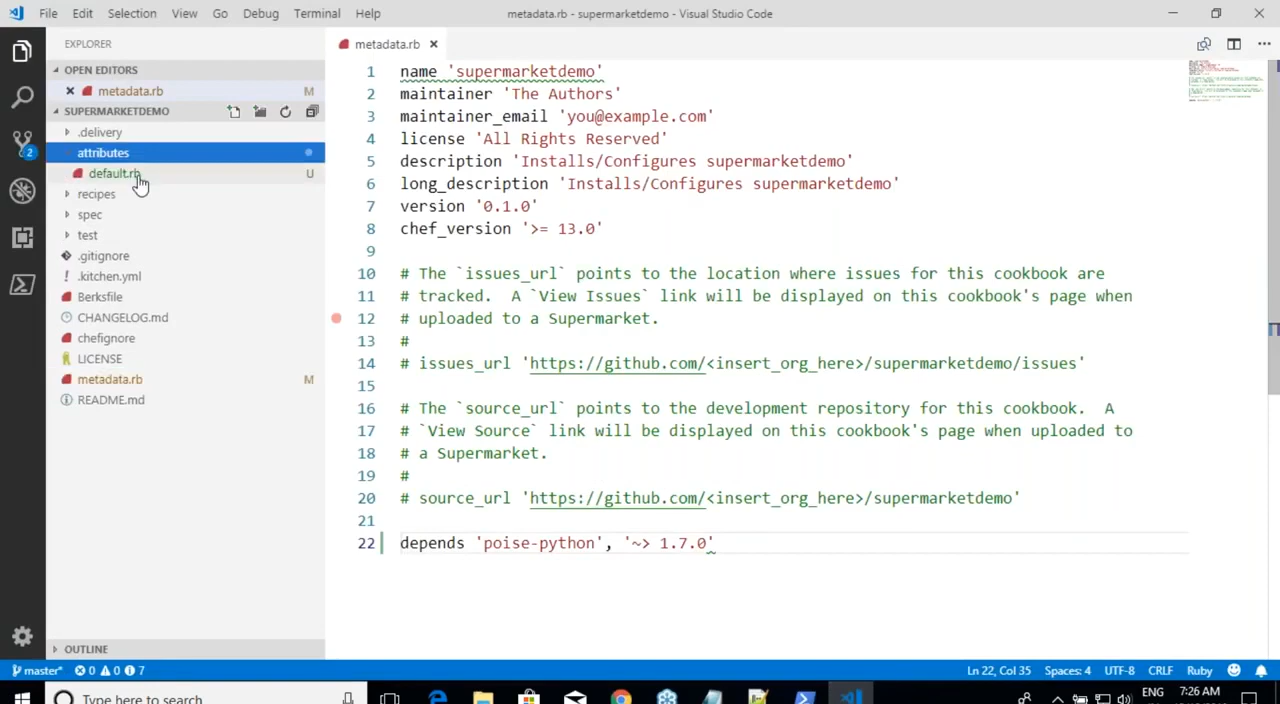 File Edit Selection View Go Debug Terminal Help
metadata.rb - supermarketdemo - Visual Studio Code
EXPLORER
OPEN EDITORS
metadata.rb M
SUPERMARKETDEMO
.delivery
attributes
default.rb U
recipes
spec
test
.gitignore
.kitchen.yml
Berksfile
CHANGELOG.md
chefignore
LICENSE
metadata.rb M
README.md
OUTLINE
metadata.rb
1 name 'supermarketdemo'
2 maintainer 'The Authors'
3 maintainer_email 'you@example.com'
4 license 'All Rights Reserved'
5 description 'Installs/Configures supermarketdemo'
6 long_description 'Installs/Configures supermarketdemo'
7 version '0.1.0'
8 chef_version '>= 13.0'
9
10 # The `issues_url` points to the location where issues for this cookbook are
11 # tracked.  A `View Issues` link will be displayed on this cookbook's page when
12 # uploaded to a Supermarket.
13 #
14 # issues_url 'https://github.com/<insert_org_here>/supermarketdemo/issues'
15
16 # The `source_url` points to the development repository for this cookbook.  A
17 # `View Source` link will be displayed on this cookbook's page when uploaded to
18 # a Supermarket.
19 #
20 # source_url 'https://github.com/<insert_org_here>/supermarketdemo'
21
22 depends 'poise-python', '~> 1.7.0'
2
master* 0 0 7
Ln 22, Col 35 Spaces: 4 UTF-8 CRLF Ruby
Type here to search
ENG
7:26 AM